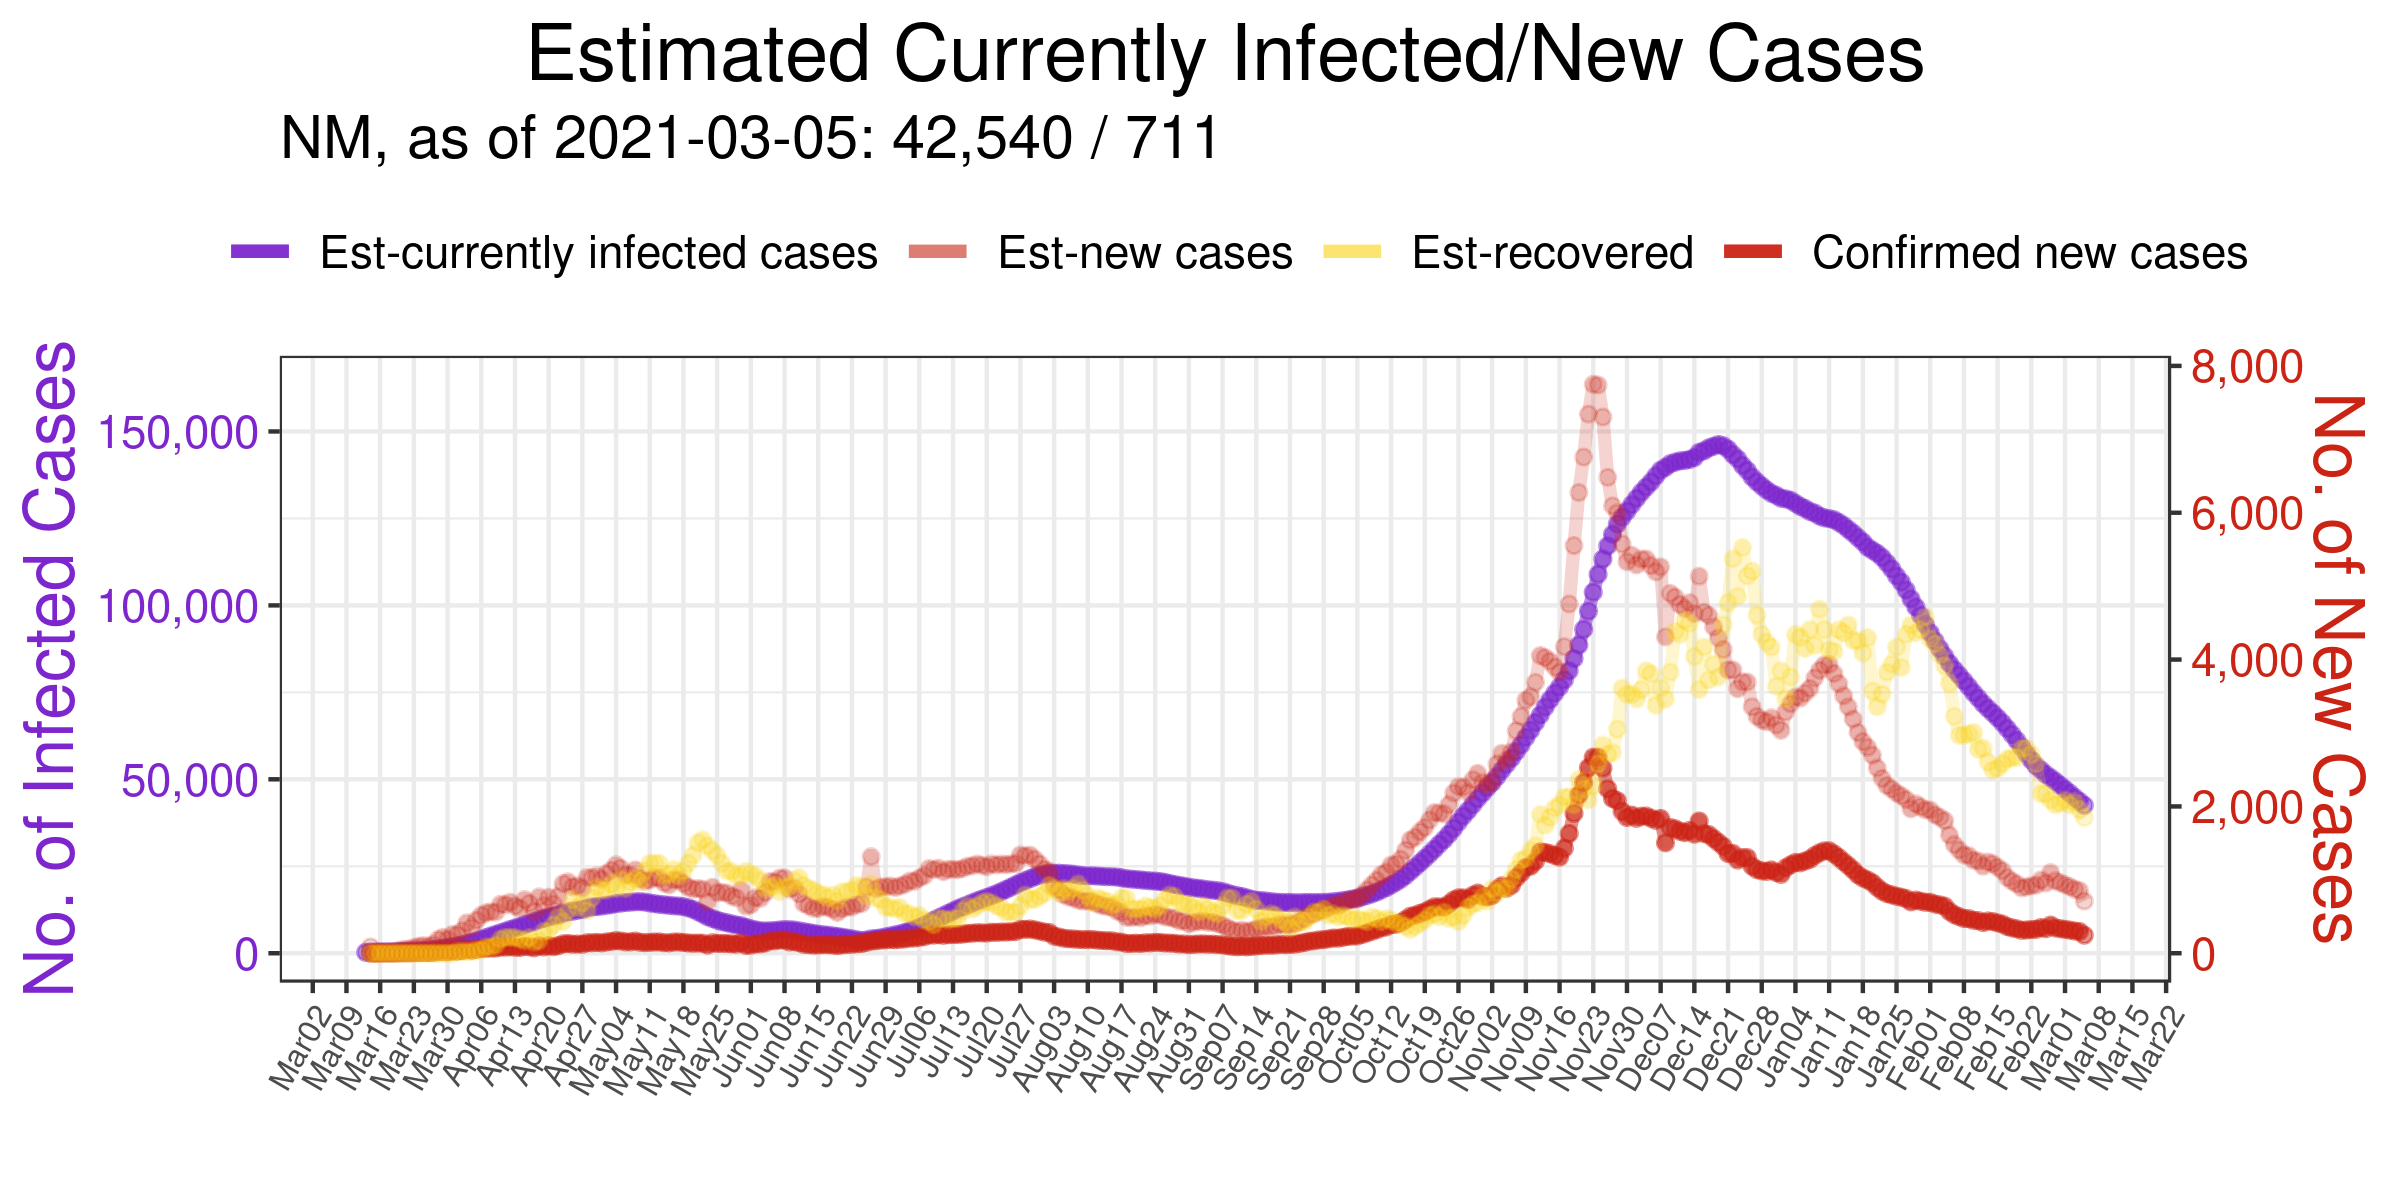 Estimated Currently Infected/New Cases
NM, as of 2021-03-05: 42,540 / 711
Est-currently infected cases Est-new cases Est-recovered Confirmed new cases
No. of Infected Cases
150,000
100,000
50,000
0
8,000
6,000
4,000
2,000
0
No. of New Cases
Mar02 Mar09 Mar16 Mar23 Mar30 Apr06 Apr13 Apr20 Apr27 May04 May11 May18 May25 Jun01 Jun08 Jun15 Jun22 Jun29 Jul06 Jul13 Jul20 Jul27 Aug03 Aug10 Aug17 Aug24 Aug31 Sep07 Sep14 Sep21 Sep28 Oct05 Oct12 Oct19 Oct26 Nov02 Nov09 Nov16 Nov23 Nov30 Dec07 Dec14 Dec21 Dec28 Jan04 Jan11 Jan18 Jan25 Feb01 Feb08 Feb15 Feb22 Mar01 Mar08 Mar15 Mar22